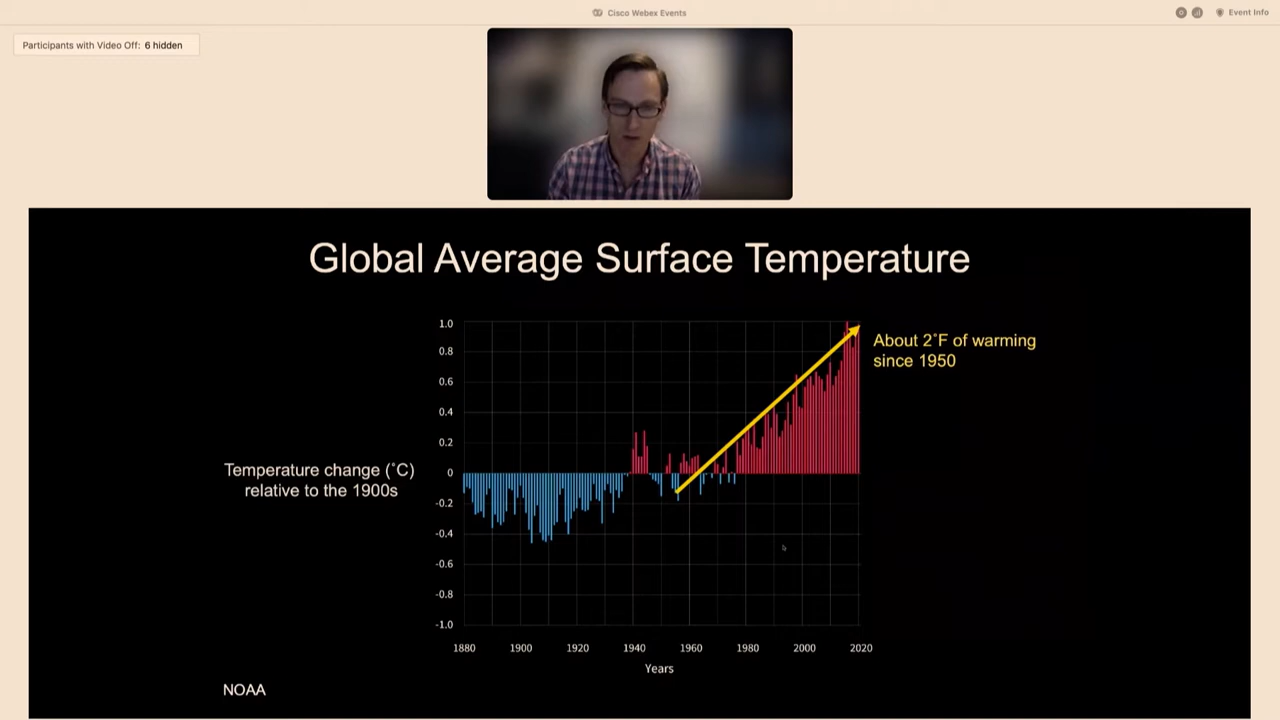 Cisco Webex Events
Event Info
Participants with Video Off: 6 hidden
Global Average Surface Temperature
1.0
0.8
0.6
0.4
0.2
0
-0.2
-0.4
-0.6
-0.8
-1.0
About 2˚F of warming
since 1950
Temperature change (˚C)
relative to the 1900s
1880 1900 1920 1940 1960 1980 2000 2020
Years
NOAA